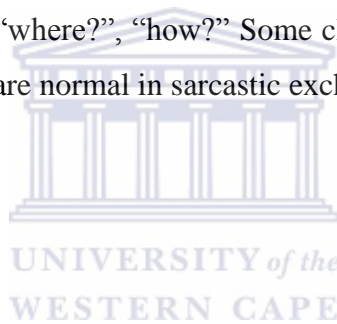 “where?”, “how?” Some cl
are normal in sarcastic excl
UNIVERSITY of the
WESTERN CAPE